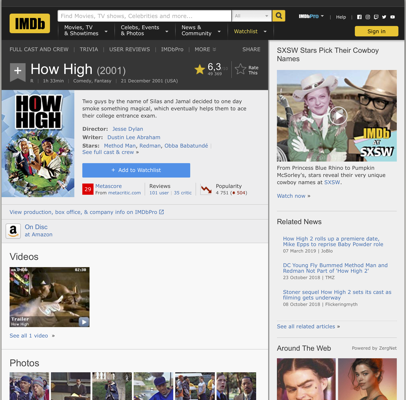 IMDb
Find Movies, TV shows, Celebrities and more...
All
IMDbPro
Help
Movies, TV
& Showtimes
Celebs, Events
& Photos
News &
Community
Watchlist
Sign in
FULL CAST AND CREW | TRIVIA | USER REVIEWS | IMDbPro | MORE
SHARE
How High (2001)
R | 1h 33min | Comedy, Fantasy | 21 December 2001 (USA)
6,3
Rate
This
HOW
HIGH
Two guys by the name of Silas and Jamal decided to one day
smoke something magical, which eventually helps them to ace
their college entrance exam.
Director: Jesse Dylan
Writer: Dustin Lee Abraham
Stars: Method Man, Redman, Obba Babatundé |
See full cast & crew »
+ Add to Watchlist
29
Metascore
From metacritic.com
Reviews
101 user | 35 critic
Popularity
4.751 (504)
View production, box office, & company info on IMDbPro
a
On Disc
at Amazon
Videos
02:08
Trailer
How High
See all 1 video »
Photos
SXSW Stars Pick Their Cowboy
Names
IMDb
AT
SXSW
From Princess Blue Rhino to Pumpkin
McSorley's, stars reveal their very unique
cowboy names at SXSW.
Watch now »
Related News
How High 2 rolls up a premiere date,
Mike Epps to reprise Baby Powder role
07 March 2019 | JoBlo
DC Young Fly Bummed Method Man and
Redman Not Part of 'How High 2'
23 October 2018 | TMZ
Stoner sequel How High 2 sets its cast as
filming gets underway
08 October 2018 | Flickeringmyth
See all related articles »
Around The Web
Powered by ZergNet